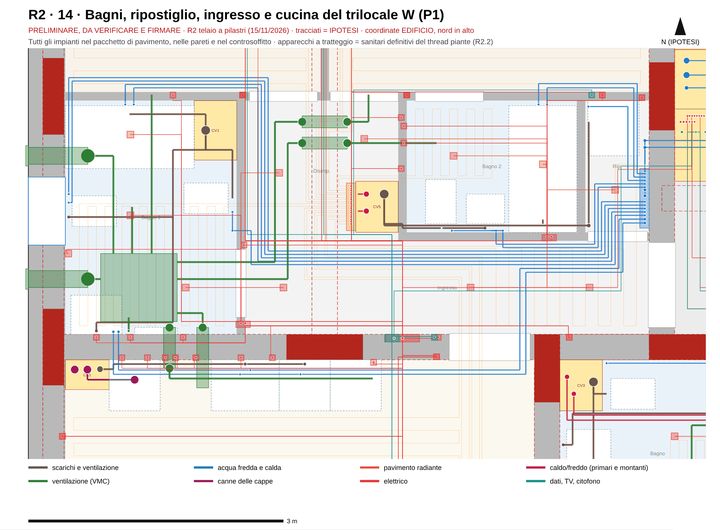 R2 · 14 · Bagni, ripostiglio, ingresso e cucina del trilocale W (P1)
PRELIMINARE, DA VERIFICARE E FIRMARE · R2 telaio a pilastri (15/11/2026) · tracciati = IPOTESI · coordinate EDIFICIO, nord in alto
Tutti gli impianti nel pacchetto di pavimento, nelle pareti e nel controsoffitto · apparecchi a tratteggio = sanitari definitivi del thread piante (R2.2)
N (IPOTESI)
CV1
Disimp.
Bagno 2
CV5
Ingresso
CV3
Bagno
scarichi e ventilazione
acqua fredda e calda
pavimento radiante
caldo/freddo (primari e montanti)
ventilazione (VMC)
canne delle cappe
elettrico
dati, TV, citofono
3 m